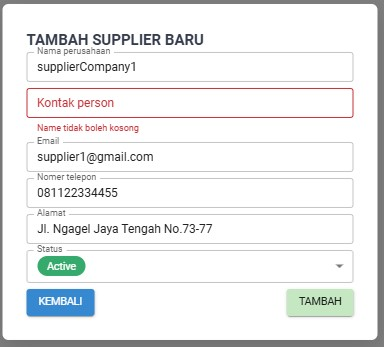 TAMBAH SUPPLIER BARU
Nama perusahaan
supplierCompany1
Kontak person
Name tidak boleh kosong
Email
supplier1@gmail.com
Nomer telepon
081122334455
Alamat
Jl. Ngagel Jaya Tengah No.73-77
Status
Active
KEMBALI
TAMBAH